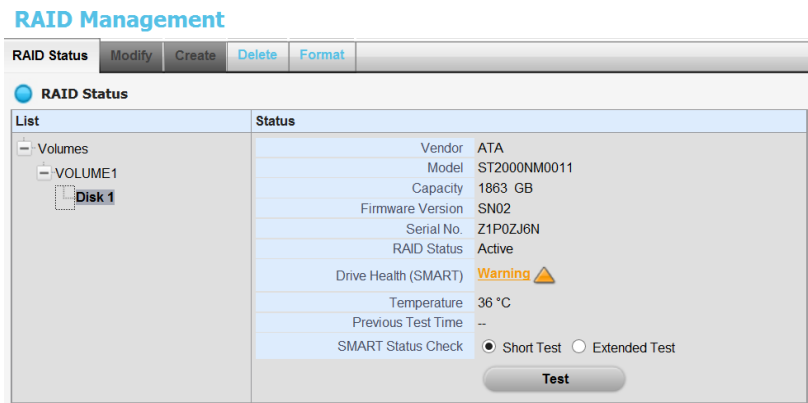 RAID Management
RAID Status Modify Create Delete Format
RAID Status
List Status
Volumes
VOLUME1
Disk 1
Vendor ATA
Model ST2000NM0011
Capacity 1863 GB
Firmware Version SN02
Serial No. Z1P0ZJ6N
RAID Status Active
Drive Health (SMART) Warning
Temperature 36 °C
Previous Test Time --
SMART Status Check Short Test Extended Test
Test